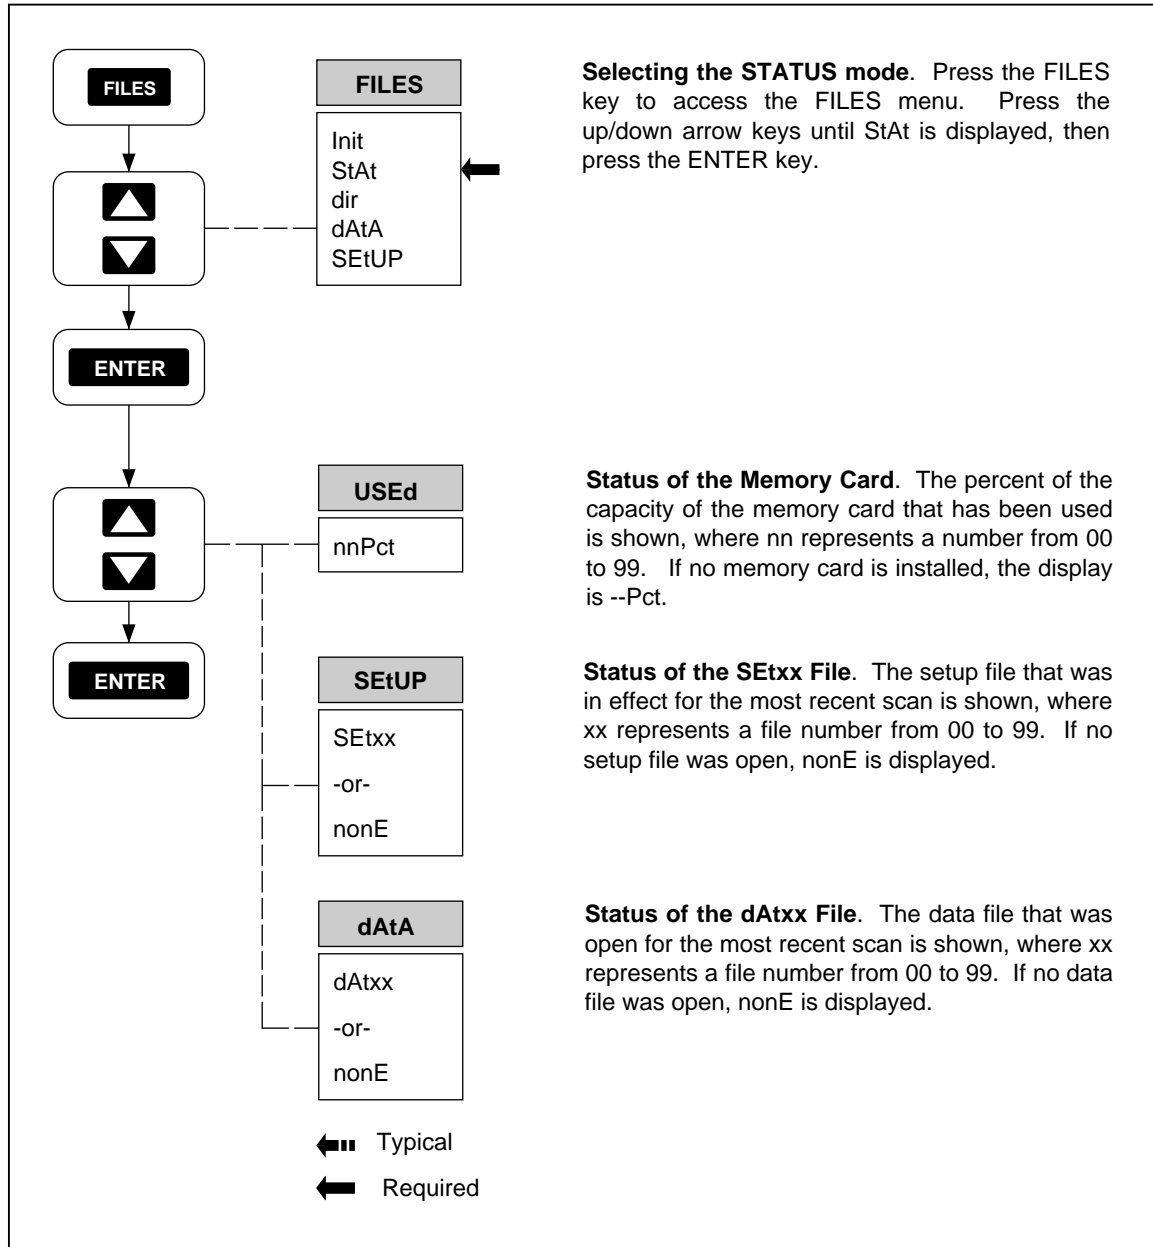 FILES
FILES
Init
StAt
dir
dAtA
SEtUP
Selecting the STATUS mode. Press the FILES
key to access the FILES menu. Press the
up/down arrow keys until StAt is displayed, then
press the ENTER key.
ENTER
USEd
nnPct
Status of the Memory Card. The percent of the
capacity of the memory card that has been used
is shown, where nn represents a number from 00
to 99. If no memory card is installed, the display
is --Pct.
ENTER
SEtUP
SEtxx
-or-
nonE
Status of the SEtxx File. The setup file that was
in effect for the most recent scan is shown, where
xx represents a file number from 00 to 99. If no
setup file was open, nonE is displayed.
dAtA
dAtxx
-or-
nonE
Status of the dAtxx File. The data file that was
open for the most recent scan is shown, where xx
represents a file number from 00 to 99. If no data
file was open, nonE is displayed.
Typical
Required